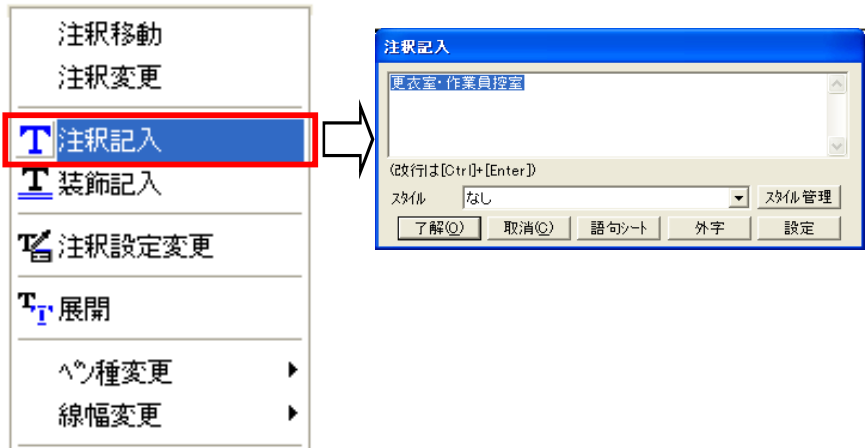 注釈移動
注釈変更
注釈記入
装飾記入
注釈設定変更
展開
ペン種変更
線幅変更
注釈記入
更衣室・作業員控室
(改行は[Ctrl]+[Enter])
スタイル なし スタイル管理
了解(O) 取消(C) 語句シート 外字 設定